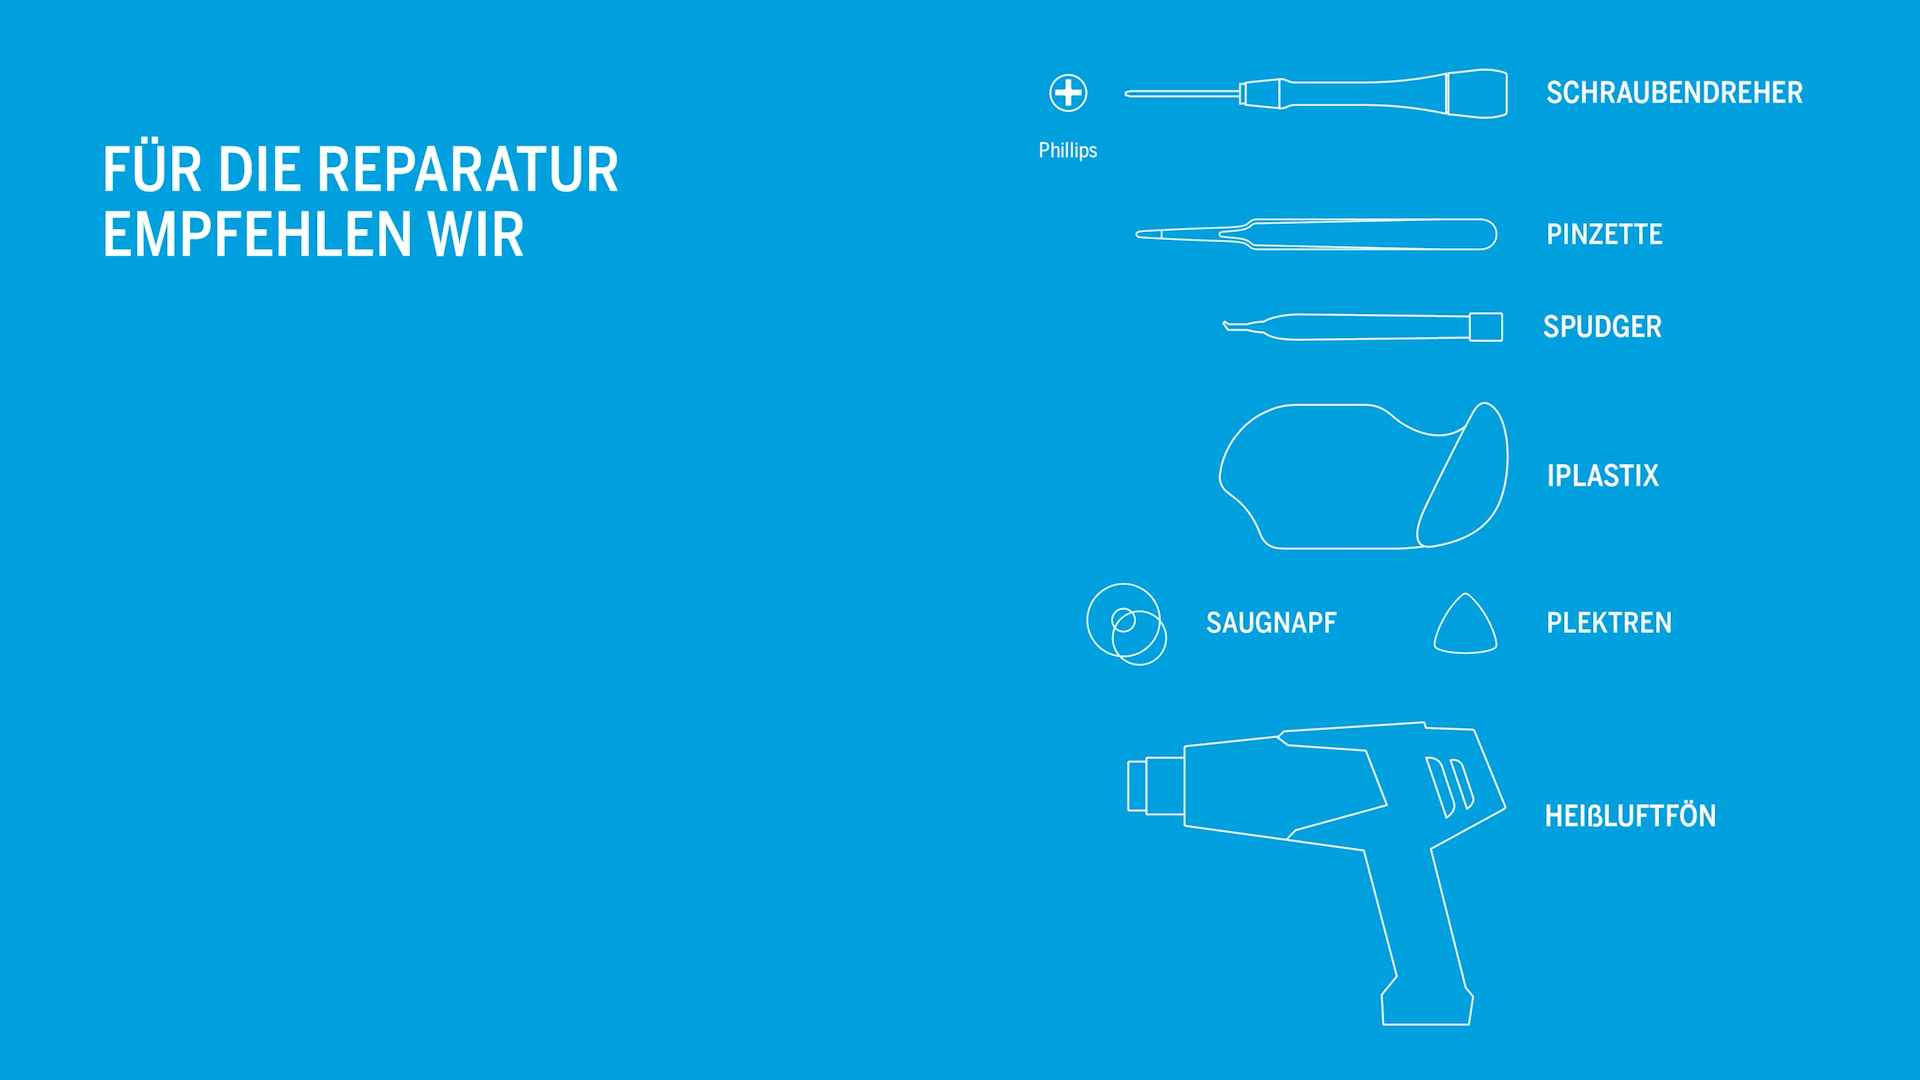 FÜR DIE REPARATUR
EMPFEHLEN WIR
SCHRAUBENDREHER
Phillips
PINZETTE
SPUDGER
IPLASTIX
SAUGNAPF
PLEKTREN
HEIßLUFTFÖN